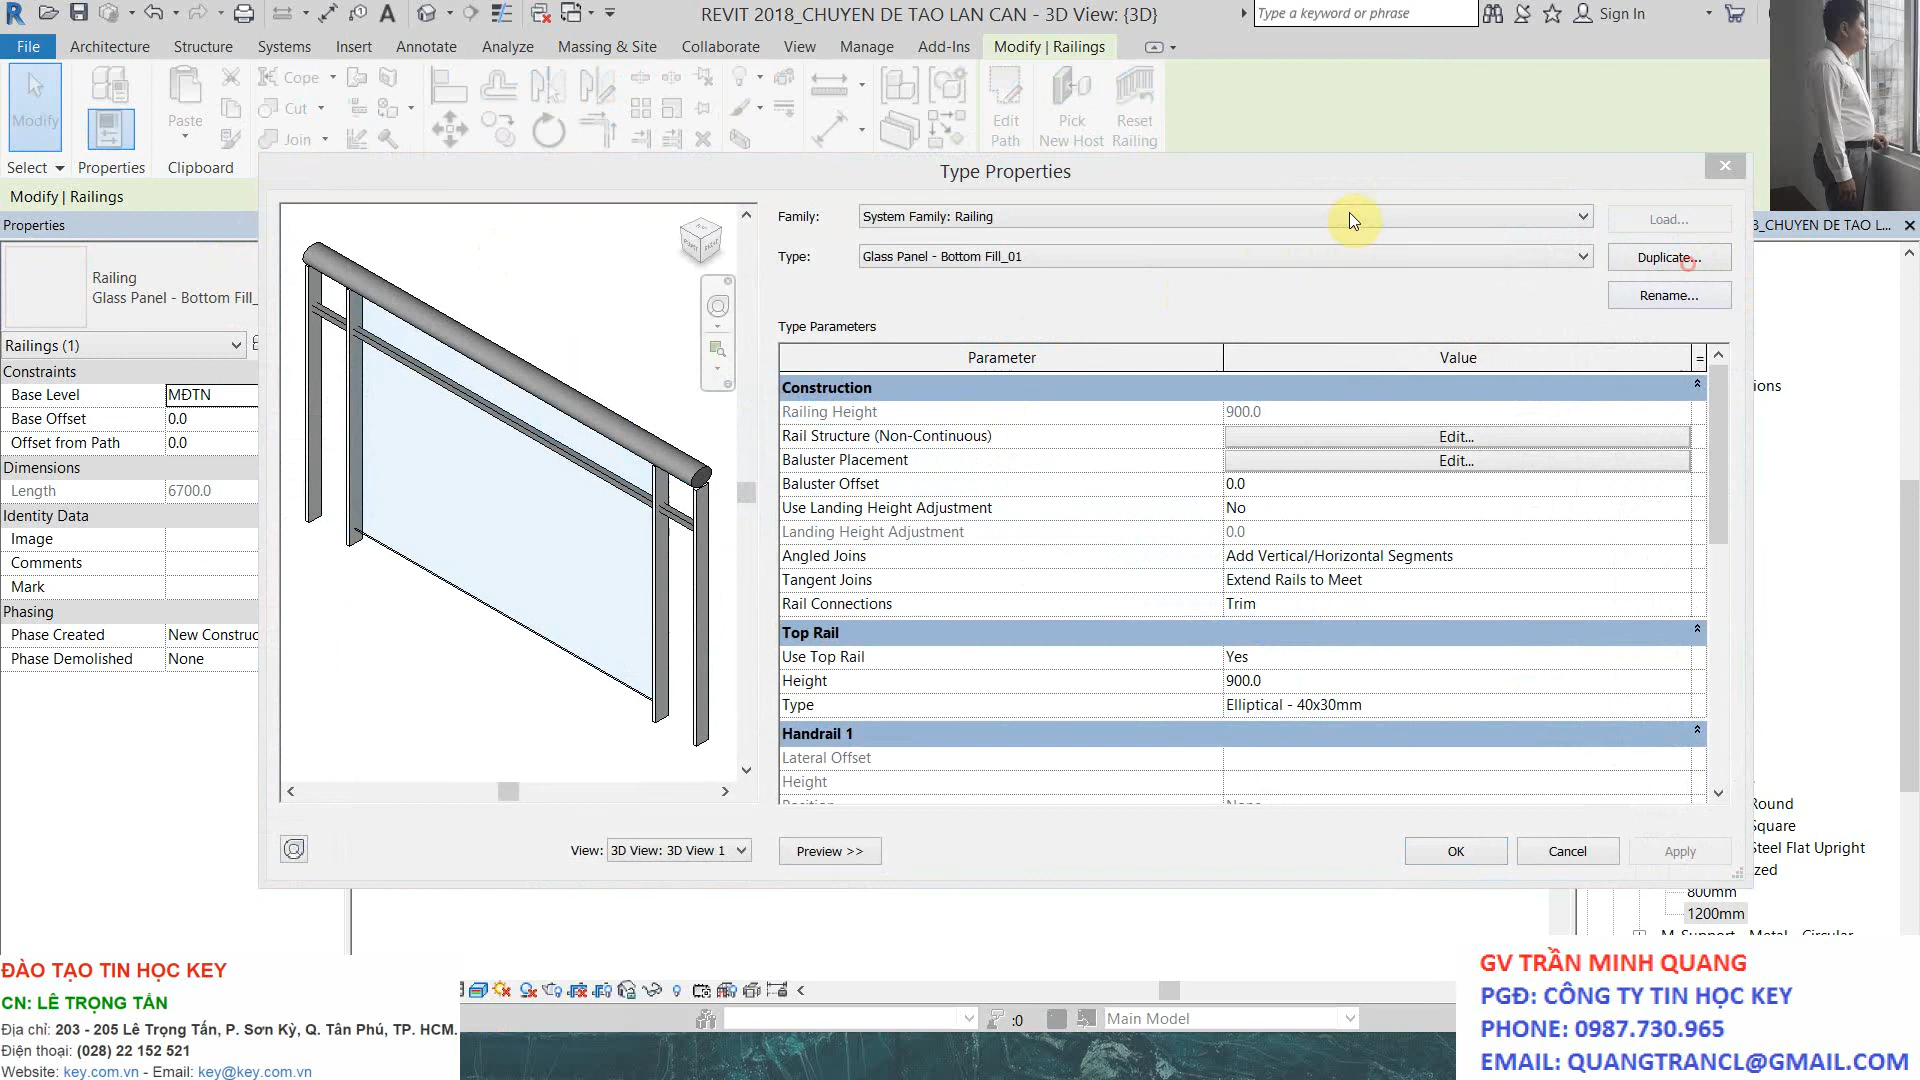 REVIT 2018_CHUYEN DE TAO LAN CAN - 3D View: {3D}
Type a keyword or phrase
Sign In
File
Architecture
Structure
Systems
Insert
Annotate
Analyze
Massing & Site
Collaborate
View
Manage
Add-Ins
Modify | Railings
Modify
Cope
Cut
Join
Paste
Edit
Path
Pick
New Host
Reset
Railing
Select
Properties
Clipboard
Modify | Railings
Properties
Railing
Glass Panel - Bottom Fill_
Railings (1)
Constraints
Base Level MĐTN
Base Offset 0.0
Offset from Path 0.0
Dimensions
Length 6700.0
Identity Data
Image
Comments
Mark
Phasing
Phase Created New Construc
Phase Demolished None
Type Properties
Family: System Family: Railing
Load...
Type: Glass Panel - Bottom Fill_01
Duplicate...
Rename...
Type Parameters
Parameter Value =
Construction
Railing Height 900.0
Rail Structure (Non-Continuous) Edit...
Baluster Placement Edit...
Baluster Offset 0.0
Use Landing Height Adjustment No
Landing Height Adjustment 0.0
Angled Joins Add Vertical/Horizontal Segments
Tangent Joins Extend Rails to Meet
Rail Connections Trim
Top Rail
Use Top Rail Yes
Height 900.0
Type Elliptical - 40x30mm
Handrail 1
Lateral Offset
Height
Position None
View: 3D View: 3D View 1
Preview >>
OK
Cancel
Apply
3_CHUYEN DE TAO L...
ions
Round
Square
Steel Flat Upright
zed
800mm
1200mm
M_Support - Metal - Circular
:0
Main Model
ĐÀO TẠO TIN HỌC KEY
CN: LÊ TRỌNG TẤN
Địa chỉ: 203 - 205 Lê Trọng Tấn, P. Sơn Kỳ, Q. Tân Phú, TP. HCM.
Điện thoại: (028) 22 152 521
Website: key.com.vn - Email: key@key.com.vn
GV TRẦN MINH QUANG
PGĐ: CÔNG TY TIN HỌC KEY
PHONE: 0987.730.965
EMAIL: QUANGTRANCL@GMAIL.COM